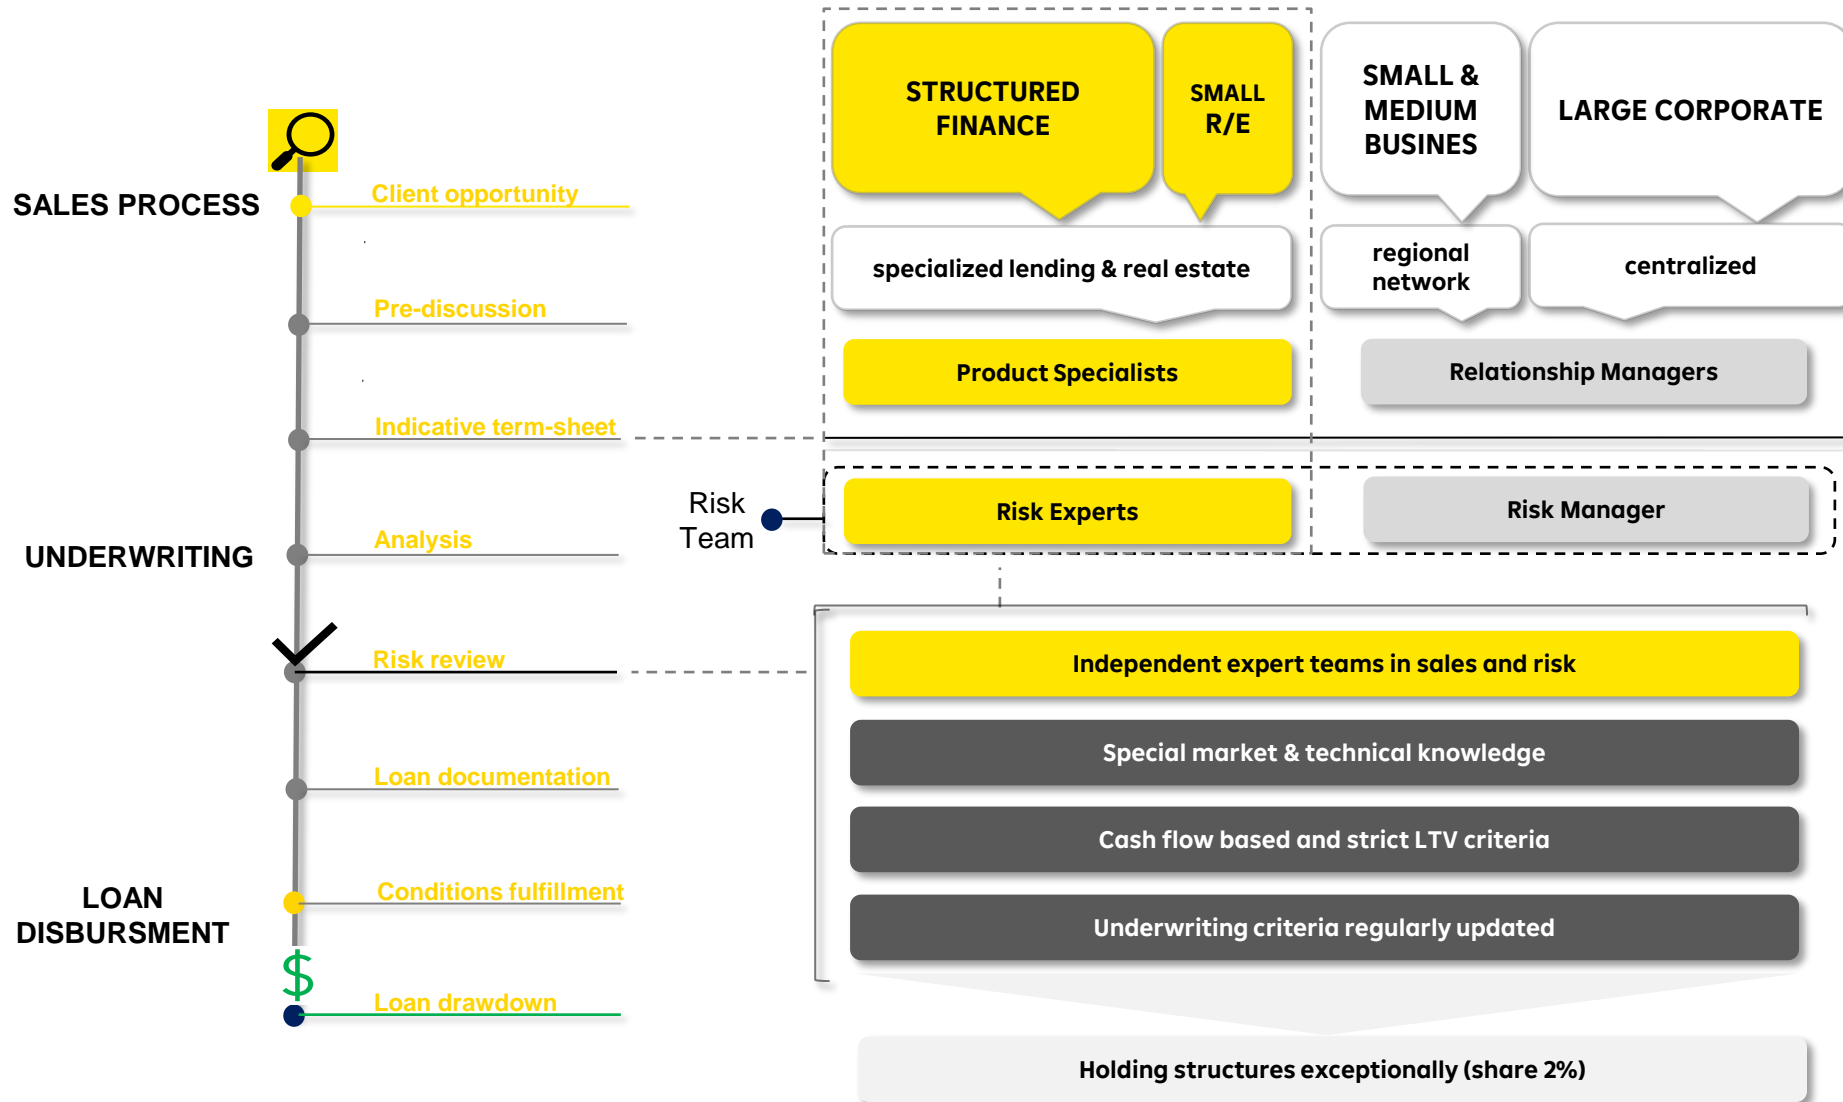 SALES PROCESS
Client opportunity
Pre-discussion
Indicative term-sheet
UNDERWRITING
Analysis
Risk review
Loan documentation
LOAN
DISBURSMENT
Conditions fulfillment
$
Loan drawdown
STRUCTURED
FINANCE
SMALL
R/E
SMALL &
MEDIUM
BUSINES
LARGE CORPORATE
specialized lending & real estate
regional
network
centralized
Product Specialists
Relationship Managers
Risk
Team
Risk Experts
Risk Manager
Independent expert teams in sales and risk
Special market & technical knowledge
Cash flow based and strict LTV criteria
Underwriting criteria regularly updated
Holding structures exceptionally (share 2%)